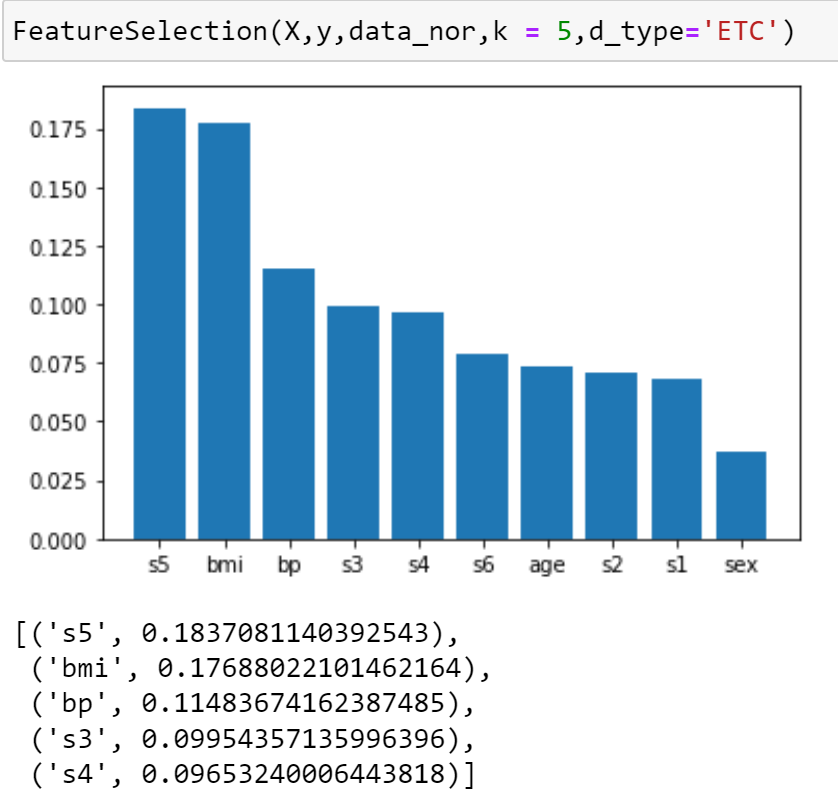 FeatureSelection(X,y,data_nor,k = 5,d_type='ETC')
0.175
0.150
0.125
0.100
0.075
0.050
0.025
0.000
s5 bmi bp s3 s4 s6 age s2 s1 sex
[('s5', 0.1837081140392543),
('bmi', 0.17688022101462164),
('bp', 0.11483674162387485),
('s3', 0.09954357135996396),
('s4', 0.09653240006443818)]